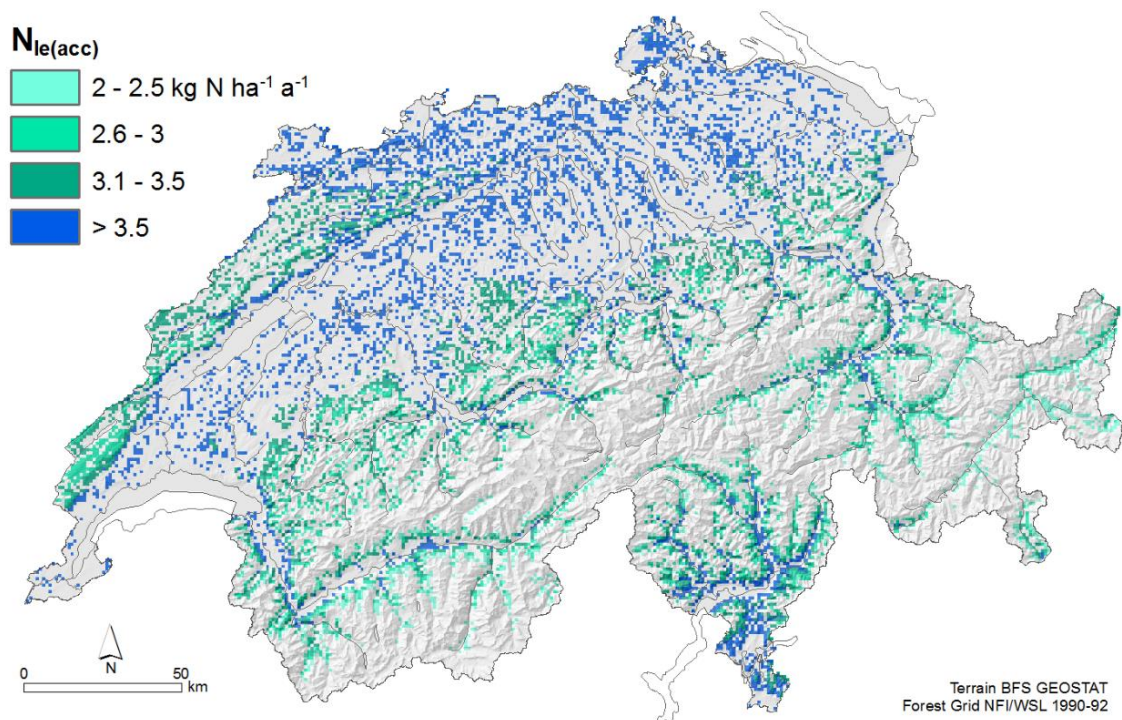 N_le(acc)
2 - 2.5 kg N ha⁻¹ a⁻¹
2.6 - 3
3.1 - 3.5
> 3.5
N
0 50
km
Terrain BFS GEOSTAT
Forest Grid NFI/WSL 1990-92